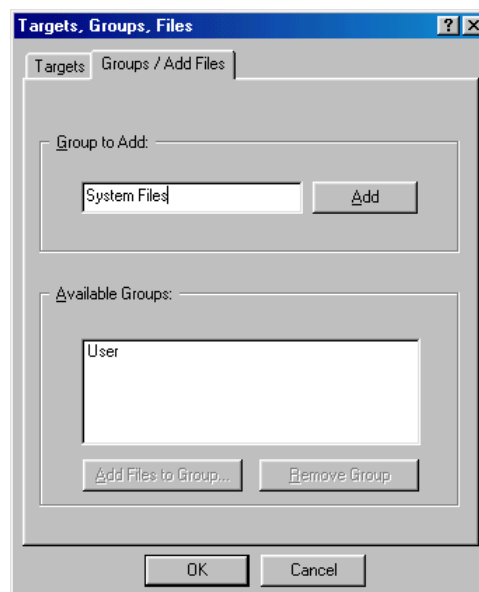 Targets, Groups, Files
Targets
Groups / Add Files
Group to Add:
System Files
Add
Available Groups:
User
Add Files to Group...
Remove Group
OK
Cancel